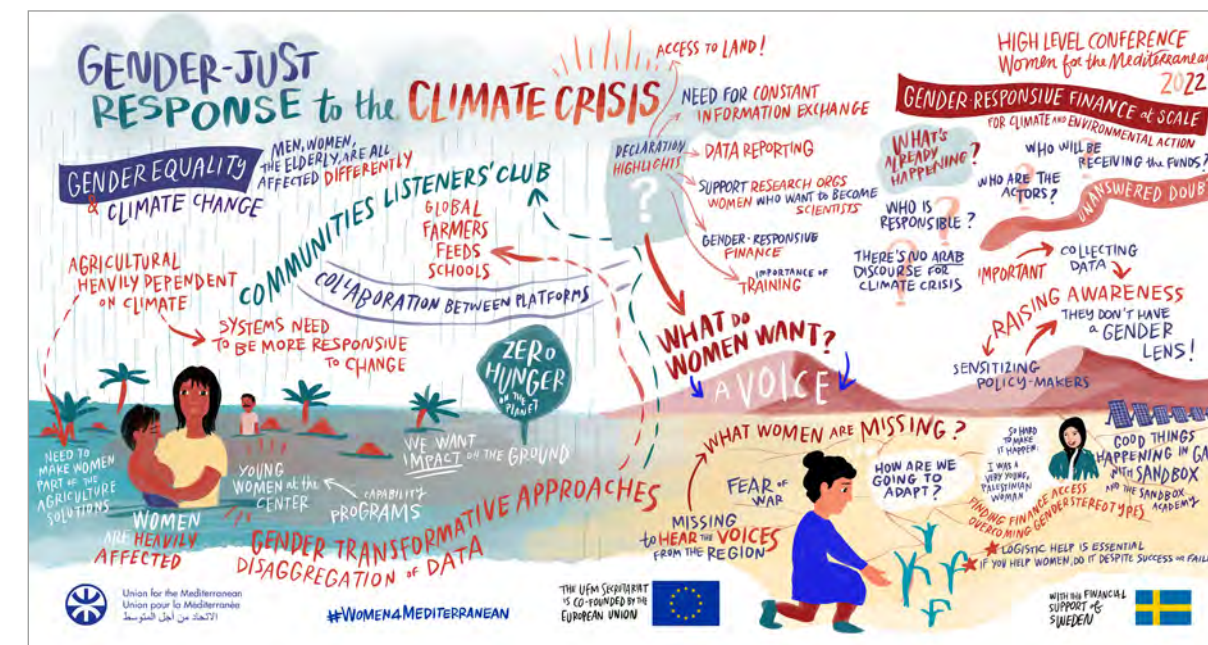 GENDER-JUST
RESPONSE to the CLIMATE CRISIS
GENDER EQUALITY
& CLIMATE CHANGE
MEN, WOMEN,
THE ELDERLY, ARE ALL
AFFECTED DIFFERENTLY
COMMUNITIES LISTENERS' CLUB
GLOBAL
FARMERS
FEEDS
SCHOOLS
COLLABORATION BETWEEN PLATFORMS
AGRICULTURAL
HEAVILY DEPENDENT
ON CLIMATE
SYSTEMS NEED
TO BE MORE RESPONSIVE
TO CHANGE
ZERO
HUNGER
ON THE
PLANET
NEED TO
MAKE WOMEN
PART OF THE
AGRICULTURE
SOLUTIONS
WOMEN
ARE HEAVILY
AFFECTED
YOUNG
WOMEN at the
CENTER
CAPABILITY
PROGRAMS
WE WANT
IMPACT on the GROUND
GENDER TRANSFORMATIVE APPROACHES
DISAGGREGATION of DATA
DECLARATION
HIGHLIGHTS
?
ACCESS TO LAND!
NEED FOR CONSTANT
INFORMATION EXCHANGE
DATA REPORTING
SUPPORT RESEARCH ORGS
WOMEN WHO WANT to BECOME
SCIENTISTS
GENDER-RESPONSIVE
FINANCE
IMPORTANCE OF
TRAINING
WHAT DO
WOMEN WANT?
A VOICE
HIGH LEVEL CONFERENCE
Women for the Mediterranean
2022
GENDER-RESPONSIVE FINANCE at SCALE
FOR CLIMATE AND ENVIRONMENTAL ACTION
WHAT'S
ALREADY
HAPPENING?
WHO WILL BE
RECEIVING the FUNDS?
WHO ARE THE
ACTORS?
UNANSWERED DOUBT
WHO IS
RESPONSIBLE?
THERE'S NO ARAB
DISCOURSE FOR
CLIMATE CRISIS
IMPORTANT
COLLECTING
DATA
RAISING AWARENESS
THEY DON'T HAVE
a GENDER
LENS!
SENSITIZING
POLICY-MAKERS
WHAT WOMEN ARE MISSING?
FEAR OF
WAR
MISSING
to HEAR the VOICES
FROM THE REGION
HOW ARE WE
GOING TO
ADAPT?
SO HARD
TO MAKE
IT HAPPEN:
I WAS A
VERY YOUNG,
PALESTINIAN
WOMAN
GOOD THINGS
HAPPENING IN GA
WITH SANDBOX
AND THE SANDBOX
ACADEMY
FINDING FINANCE ACCESS
OVERCOMING GENDER STEREOTYPES
LOGISTIC HELP IS ESSENTIAL
IF YOU HELP WOMEN, DO IT DESPITE SUCCESS or FAIL
Union for the Mediterranean
Union pour la Méditerranée
الاتحاد من أجل المتوسط
#WOMEN4MEDITERRANEAN
THE UFM SECRETARIAT
IS CO-FOUNDED BY THE
EUROPEAN UNION
WITH the FINANCIAL
SUPPORT of
SWEDEN